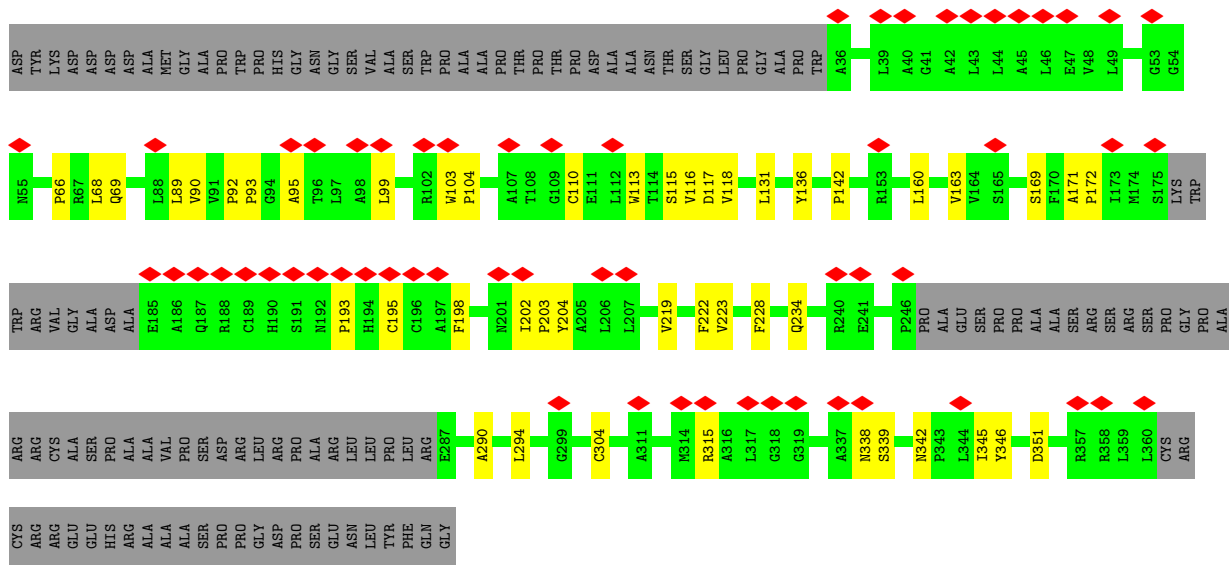 ASP TYR LYS ASP ASP ASP ASP ALA MET GLY ALA PRO TRP PRO HIS GLY ASN GLY SER VAL ALA SER TRP PRO ALA ALA PRO THR PRO THR PRO ASP ALA ALA ASN THR SER GLY LEU PRO GLY ALA PRO TRP A36 L39 A40 G41 A42 L43 L44 A45 L46 E47 V48 L49 G53 G54
N55 P66 R67 L68 Q69 L88 L89 V90 V91 P92 P93 G94 A95 T96 L97 A98 L99 R102 W103 P104 A107 T108 G109 C110 E111 L112 W113 T114 S115 V116 D117 V118 L131 Y136 P142 R153 L160 V163 V164 S165 S169 F170 A171 P172 I173 M174 S175 LYS TRP
TRP ARG VAL GLY ALA ASP ALA E185 A186 Q187 R188 C189 H190 S191 N192 P193 H194 C195 C196 A197 F198 N201 I202 P203 Y204 A205 L206 L207 V219 F222 V223 F228 Q234 R240 E241 P246 PRO ALA GLU SER PRO PRO ALA ALA SER ARG SER ARG SER PRO GLY PRO ALA
ARG ARG CYS ALA SER PRO ALA ALA VAL PRO SER ASP ARG LEU ARG PRO ALA ARG LEU LEU PRO LEU ARG E287 A290 L294 G299 C304 A311 M314 R315 A316 L317 G318 G319 A337 N338 S339 N342 P343 L344 I345 Y346 D351 R357 R358 L359 L360 CYS ARG
CYS ARG ARG GLU GLU HIS ARG ALA ALA ALA SER PRO PRO GLY ASP PRO SER GLU ASN LEU TYR PHE GLN GLY